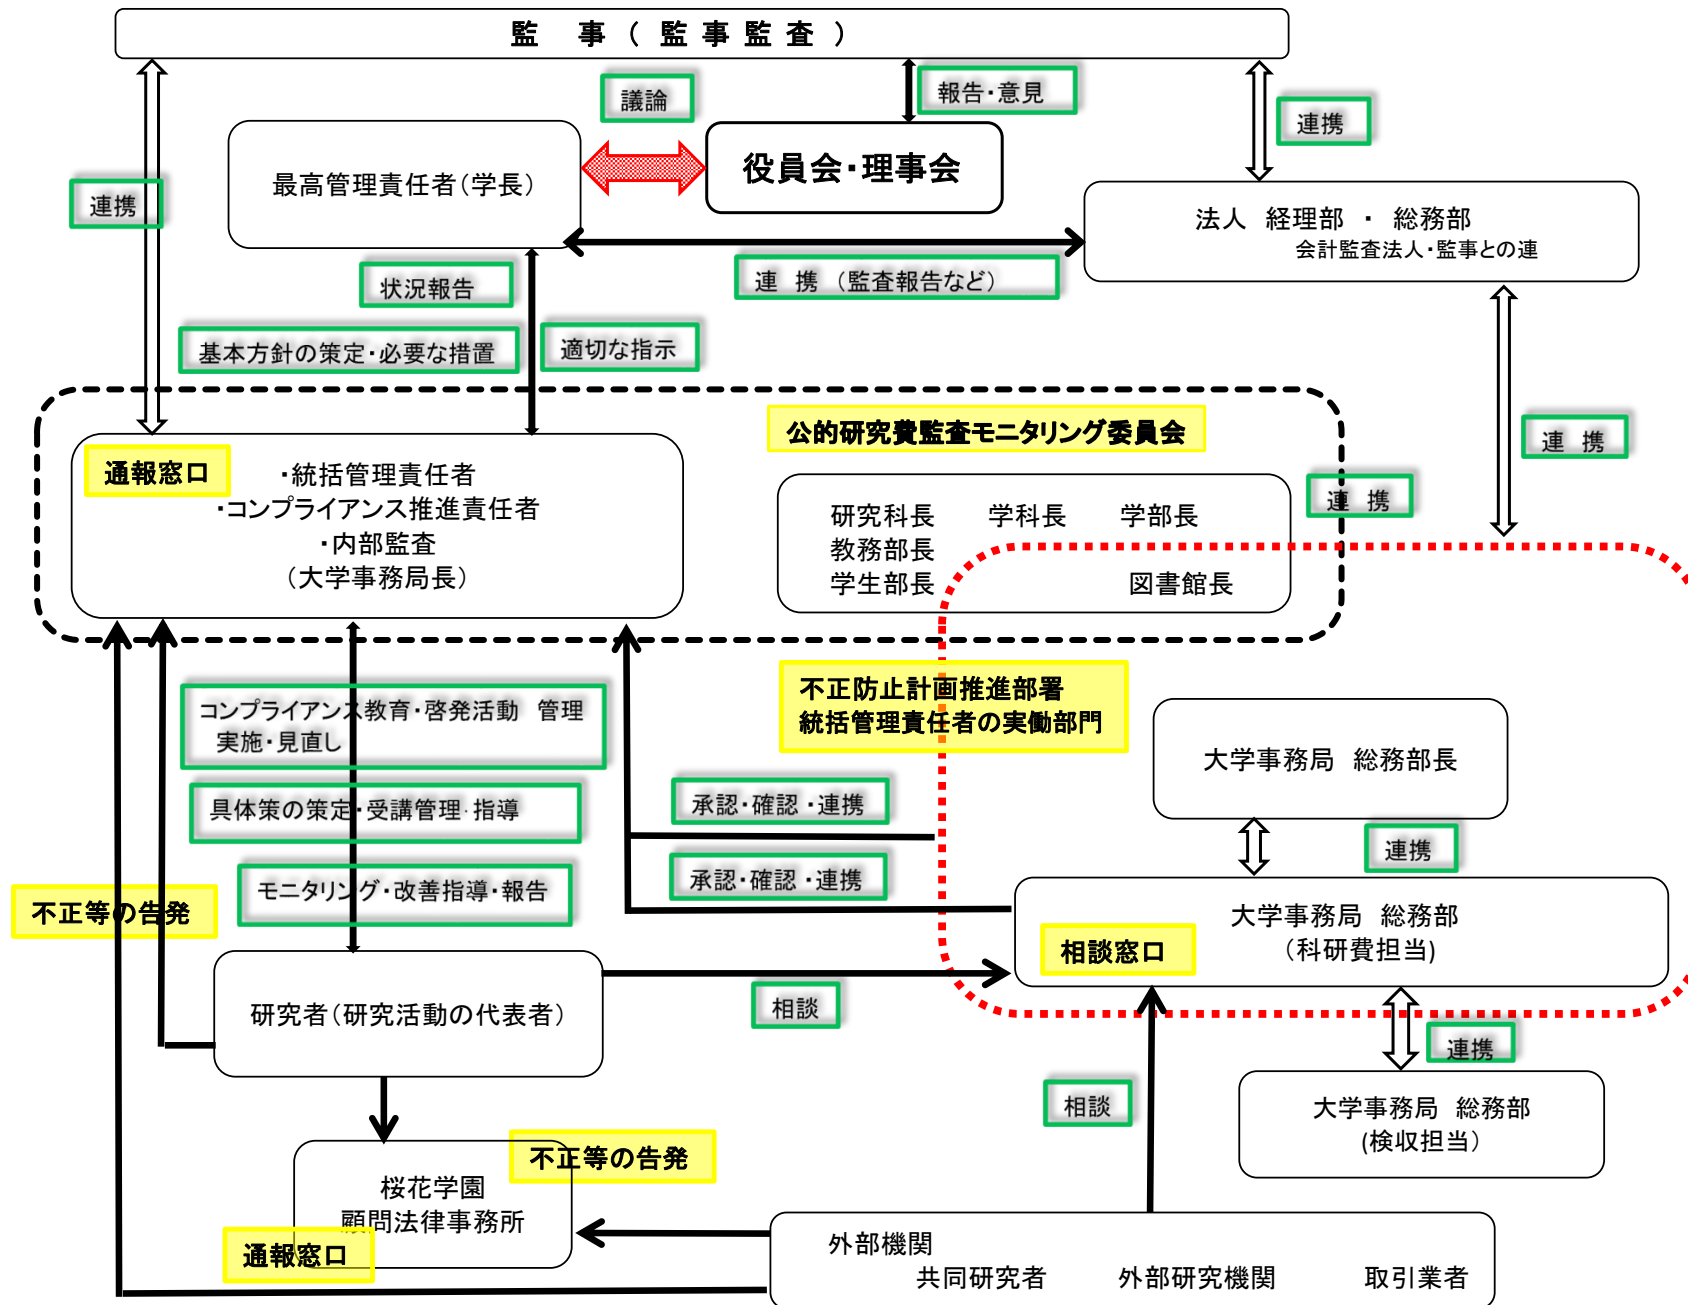 監　事（監事監査）
議論
報告・意見
連携
最高管理責任者（学長）
役員会・理事会
連携
法人　経理部　・　総務部
会計監査法人・監事との連
状況報告
連　携　（監査報告など）
基本方針の策定・必要な措置
適切な指示
公的研究費監査モニタリング委員会
連　携
通報窓口
・統括管理責任者
・コンプライアンス推進責任者
・内部監査
（大学事務局長）
研究科長　　学科長　　学部長
教務部長
学生部長　　　　　　　図書館長
連　携
コンプライアンス教育・啓発活動　管理
実施・見直し
不正防止計画推進部署
統括管理責任者の実働部門
大学事務局　総務部長
具体策の策定・受講管理・指導
承認・確認・連携
連携
モニタリング・改善指導・報告
承認・確認・連携
不正等の告発
大学事務局　総務部
（科研費担当)
相談窓口
研究者（研究活動の代表者）
相談
連携
相談
大学事務局　総務部
(検収担当）
不正等の告発
桜花学園
顧問法律事務所
通報窓口
外部機関
共同研究者　　外部研究機関　　取引業者